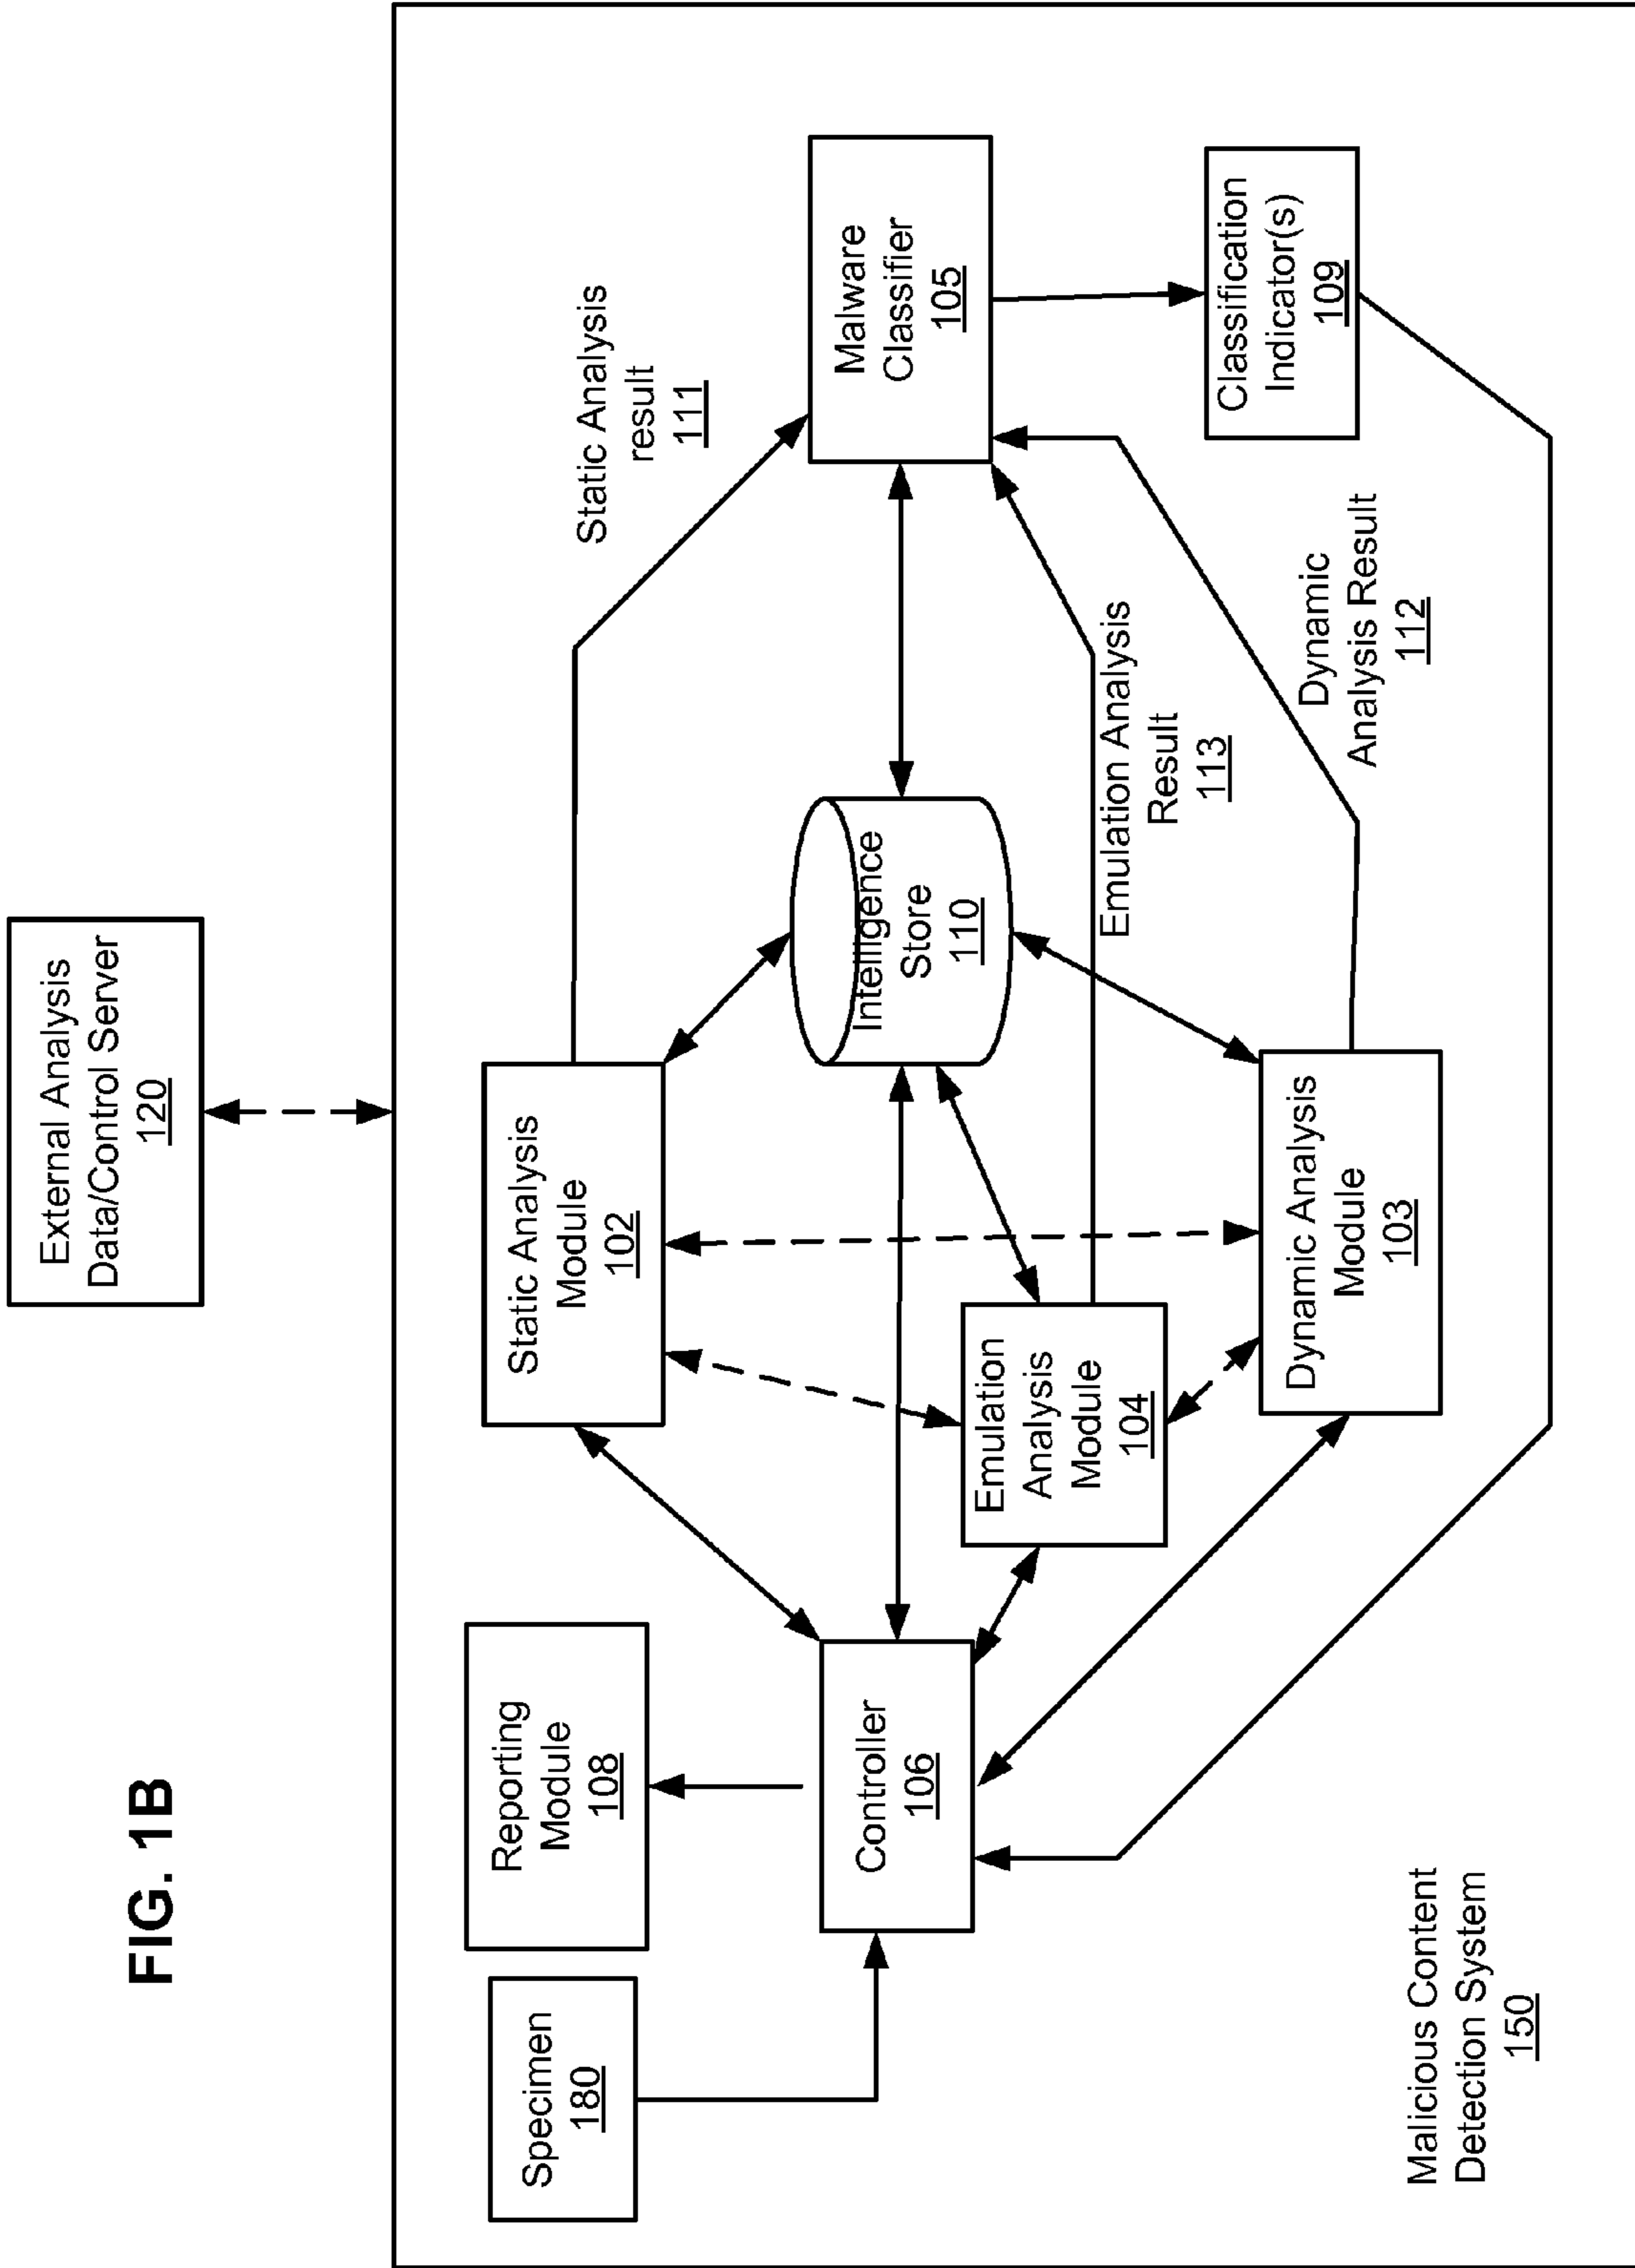 FIG. 1B
External Analysis
Data/Control Server
120
Specimen
180
Reporting
Module
108
Static Analysis
Module
102
Static Analysis
result
111
Controller
106
Intelligence
Store
110
Malware
Classifier
105
Emulation
Analysis
Module
104
Emulation Analysis
Result
113
Dynamic Analysis
Module
103
Dynamic
Analysis Result
112
Classification
Indicator(s)
109
Malicious Content
Detection System
150